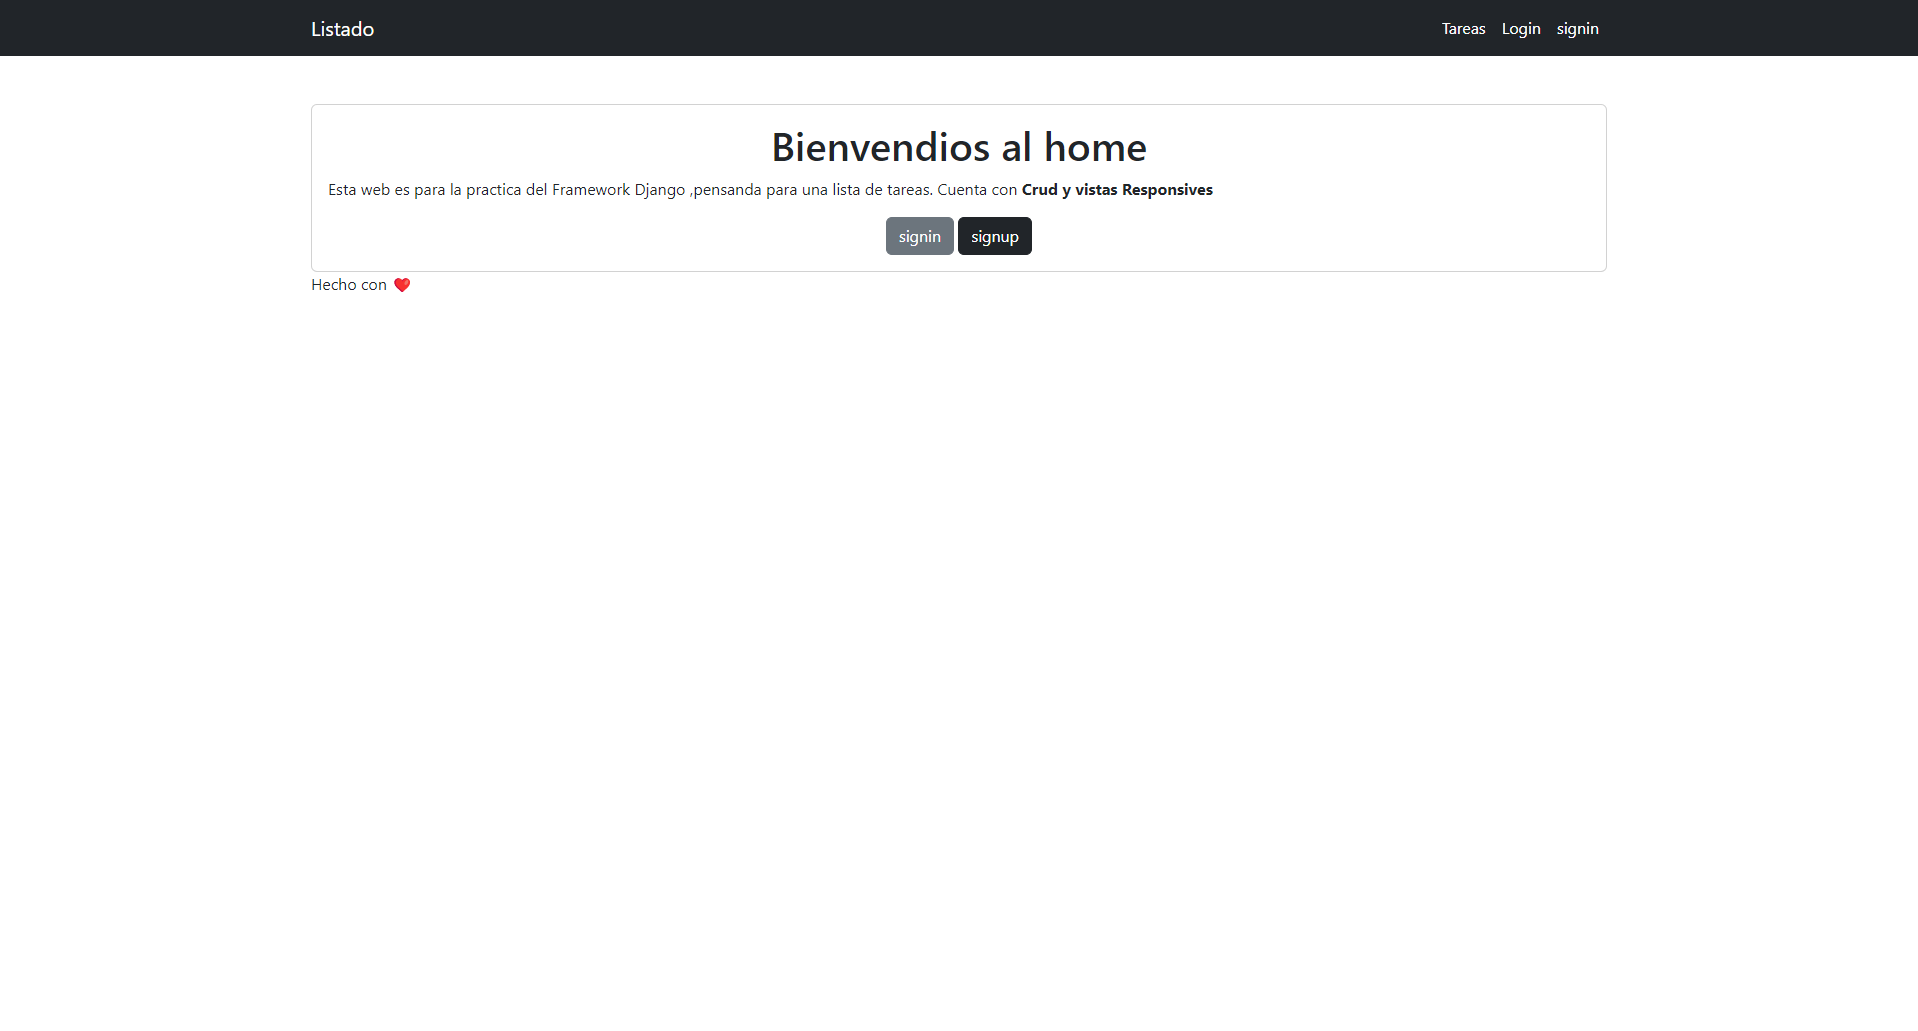 Listado
Tareas Login signin
Bienvendios al home
Esta web es para la practica del Framework Django ,pensanda para una lista de tareas. Cuenta con Crud y vistas Responsives
signin signup
Hecho con ❤️